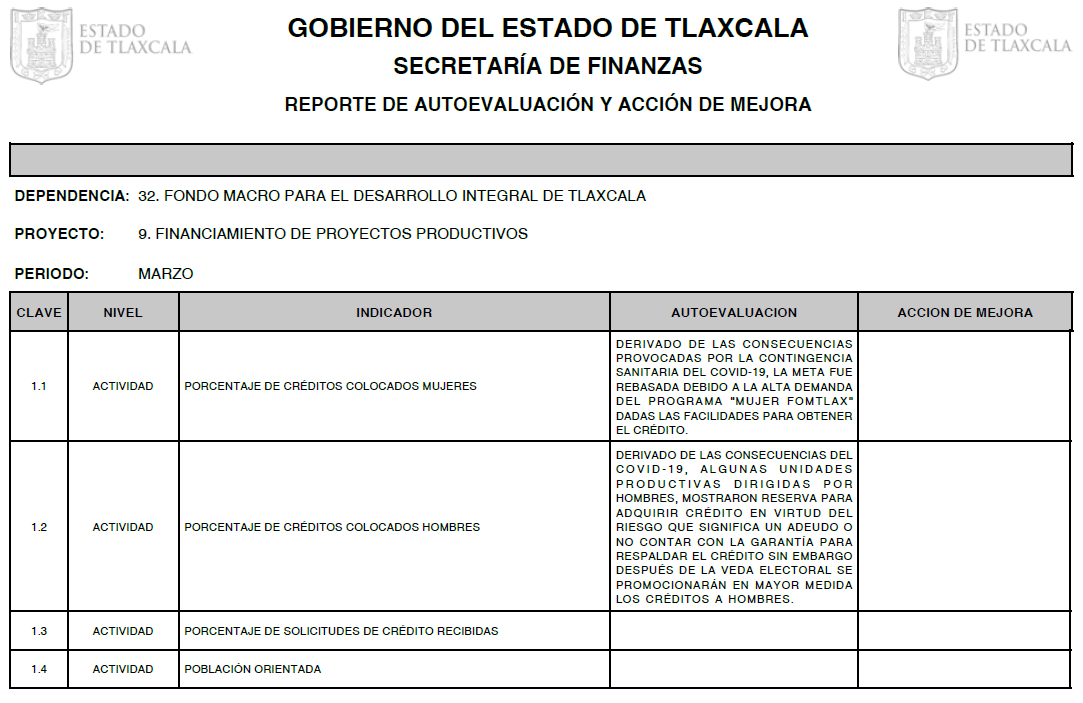 ESTADO
DE TLAXCALA
GOBIERNO DEL ESTADO DE TLAXCALA
SECRETARÍA DE FINANZAS
REPORTE DE AUTOEVALUACIÓN Y ACCIÓN DE MEJORA
ESTADO
DE TLAXCALA
DEPENDENCIA: 32. FONDO MACRO PARA EL DESARROLLO INTEGRAL DE TLAXCALA
PROYECTO: 9. FINANCIAMIENTO DE PROYECTOS PRODUCTIVOS
PERIODO: MARZO
CLAVE NIVEL INDICADOR AUTOEVALUACION ACCION DE MEJORA
1.1 ACTIVIDAD PORCENTAJE DE CRÉDITOS COLOCADOS MUJERES
DERIVADO DE LAS CONSECUENCIAS
PROVOCADAS POR LA CONTINGENCIA
SANITARIA DEL COVID-19, LA META FUE
REBASADA DEBIDO A LA ALTA DEMANDA
DEL PROGRAMA "MUJER FOMTLAX"
DADAS LAS FACILIDADES PARA OBTENER
EL CRÉDITO.
1.2 ACTIVIDAD PORCENTAJE DE CRÉDITOS COLOCADOS HOMBRES
DERIVADO DE LAS CONSECUENCIAS DEL
COVID-19, ALGUNAS UNIDADES
PRODUCTIVAS DIRIGIDAS POR
HOMBRES, MOSTRARON RESERVA PARA
ADQUIRIR CRÉDITO EN VIRTUD DEL
RIESGO QUE SIGNIFICA UN ADEUDO O
NO CONTAR CON LA GARANTÍA PARA
RESPALDAR EL CRÉDITO SIN EMBARGO
DESPUÉS DE LA VEDA ELECTORAL SE
PROMOCIONARÁN EN MAYOR MEDIDA
LOS CRÉDITOS A HOMBRES.
1.3 ACTIVIDAD PORCENTAJE DE SOLICITUDES DE CRÉDITO RECIBIDAS
1.4 ACTIVIDAD POBLACIÓN ORIENTADA